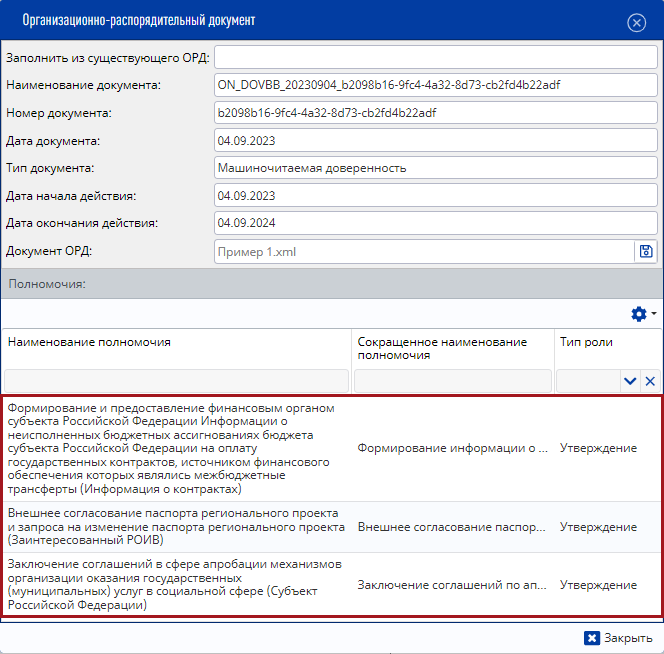 Организационно-распорядительный документ
Заполнить из существующего ОРД:
Наименование документа: ON_DOVBB_20230904_b2098b16-9fc4-4a32-8d73-cb2fd4b22adf
Номер документа: b2098b16-9fc4-4a32-8d73-cb2fd4b22adf
Дата документа: 04.09.2023
Тип документа: Машиночитаемая доверенность
Дата начала действия: 04.09.2023
Дата окончания действия: 04.09.2024
Документ ОРД: Пример 1.xml
Полномочия:
Наименование полномочия
Сокращенное наименование
полномочия
Тип роли
Формирование и предоставление финансовым органом
субъекта Российской Федерации Информации о
неисполненных бюджетных ассигнованиях бюджета
субъекта Российской Федерации на оплату
государственных контрактов, источником финансового
обеспечения которых являлись межбюджетные
трансферты (Информация о контрактах)
Формирование информации о ...
Утверждение
Внешнее согласование паспорта регионального проекта
и запроса на изменение паспорта регионального проекта
(Заинтересованный РОИВ)
Внешнее согласование паспор...
Утверждение
Заключение соглашений в сфере апробации механизмов
организации оказания государственных
(муниципальных) услуг в социальной сфере (Субъект
Российской Федерации)
Заключение соглашений по ап...
Утверждение
Закрыть